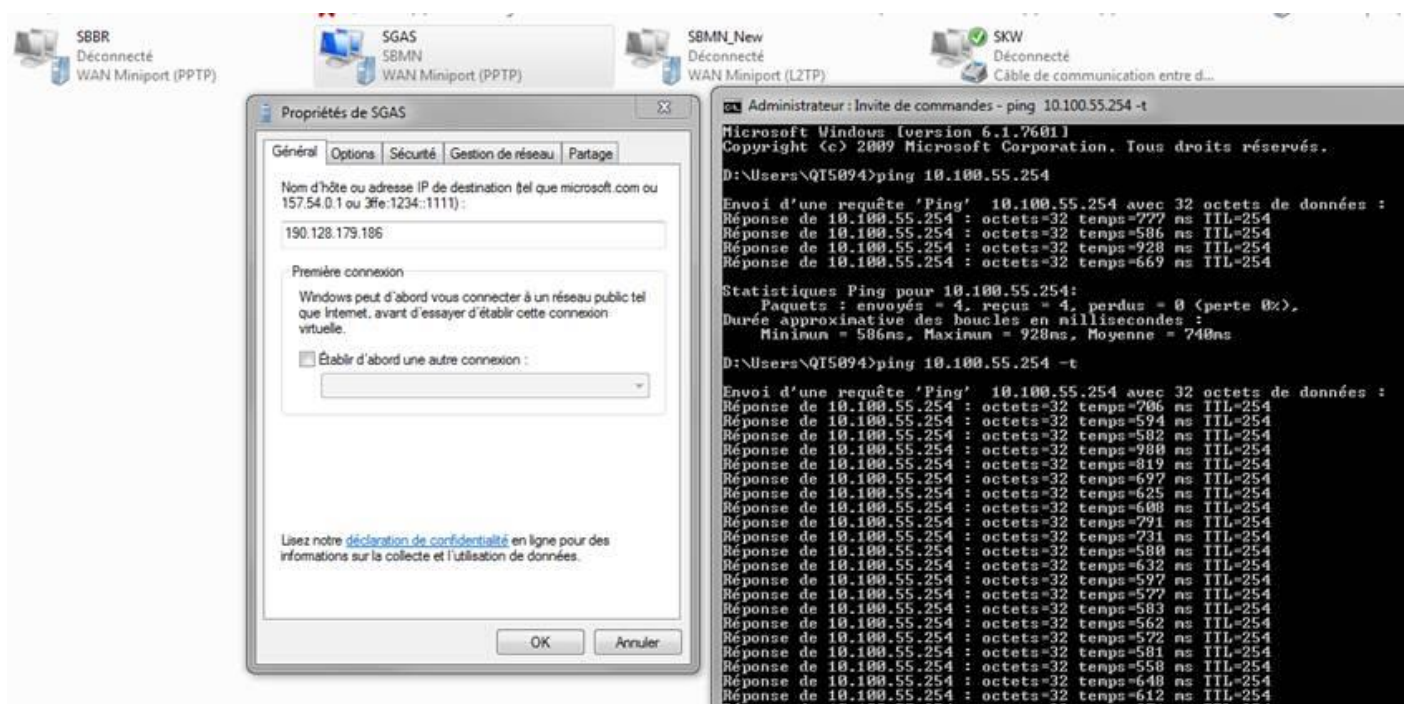 SBBR
Déconnecté
WAN Miniport (PPTP)
SGAS
SBMN
WAN Miniport (PPTP)
SBMN_New
Déconnecté
WAN Miniport (L2TP)
SKW
Déconnecté
Câble de communication entre d...
Propriétés de SGAS
Général Options Sécurité Gestion de réseau Partage
Nom d'hôte ou adresse IP de destination (tel que microsoft.com ou
157.54.0.1 ou 3ffe:1234::1111) :
190.128.179.186
Première connexion
Windows peut d'abord vous connecter à un réseau public tel
que Internet, avant d'essayer d'établir cette connexion
virtuelle.
Établir d'abord une autre connexion :
Lisez notre déclaration de confidentialité en ligne pour des
informations sur la collecte et l'utilisation de données.
OK Annuler
Administrateur : Invite de commandes - ping 10.100.55.254 -t
Microsoft Windows [version 6.1.7601]
Copyright (c) 2009 Microsoft Corporation. Tous droits réservés.
D:\Users\QT5094>ping 10.100.55.254
Envoi d'une requête 'Ping' 10.100.55.254 avec 32 octets de données :
Réponse de 10.100.55.254 : octets=32 temps=777 ms TTL=254
Réponse de 10.100.55.254 : octets=32 temps=586 ms TTL=254
Réponse de 10.100.55.254 : octets=32 temps=928 ms TTL=254
Réponse de 10.100.55.254 : octets=32 temps=669 ms TTL=254
Statistiques Ping pour 10.100.55.254:
Paquets : envoyés = 4, reçus = 4, perdus = 0 (perte 0%),
Durée approximative des boucles en millisecondes :
Minimum = 586ms, Maximum = 928ms, Moyenne = 740ms
D:\Users\QT5094>ping 10.100.55.254 -t
Envoi d'une requête 'Ping' 10.100.55.254 avec 32 octets de données :
Réponse de 10.100.55.254 : octets=32 temps=706 ms TTL=254
Réponse de 10.100.55.254 : octets=32 temps=594 ms TTL=254
Réponse de 10.100.55.254 : octets=32 temps=582 ms TTL=254
Réponse de 10.100.55.254 : octets=32 temps=980 ms TTL=254
Réponse de 10.100.55.254 : octets=32 temps=819 ms TTL=254
Réponse de 10.100.55.254 : octets=32 temps=697 ms TTL=254
Réponse de 10.100.55.254 : octets=32 temps=625 ms TTL=254
Réponse de 10.100.55.254 : octets=32 temps=608 ms TTL=254
Réponse de 10.100.55.254 : octets=32 temps=791 ms TTL=254
Réponse de 10.100.55.254 : octets=32 temps=731 ms TTL=254
Réponse de 10.100.55.254 : octets=32 temps=580 ms TTL=254
Réponse de 10.100.55.254 : octets=32 temps=632 ms TTL=254
Réponse de 10.100.55.254 : octets=32 temps=597 ms TTL=254
Réponse de 10.100.55.254 : octets=32 temps=577 ms TTL=254
Réponse de 10.100.55.254 : octets=32 temps=583 ms TTL=254
Réponse de 10.100.55.254 : octets=32 temps=562 ms TTL=254
Réponse de 10.100.55.254 : octets=32 temps=572 ms TTL=254
Réponse de 10.100.55.254 : octets=32 temps=581 ms TTL=254
Réponse de 10.100.55.254 : octets=32 temps=558 ms TTL=254
Réponse de 10.100.55.254 : octets=32 temps=648 ms TTL=254
Réponse de 10.100.55.254 : octets=32 temps=612 ms TTL=254